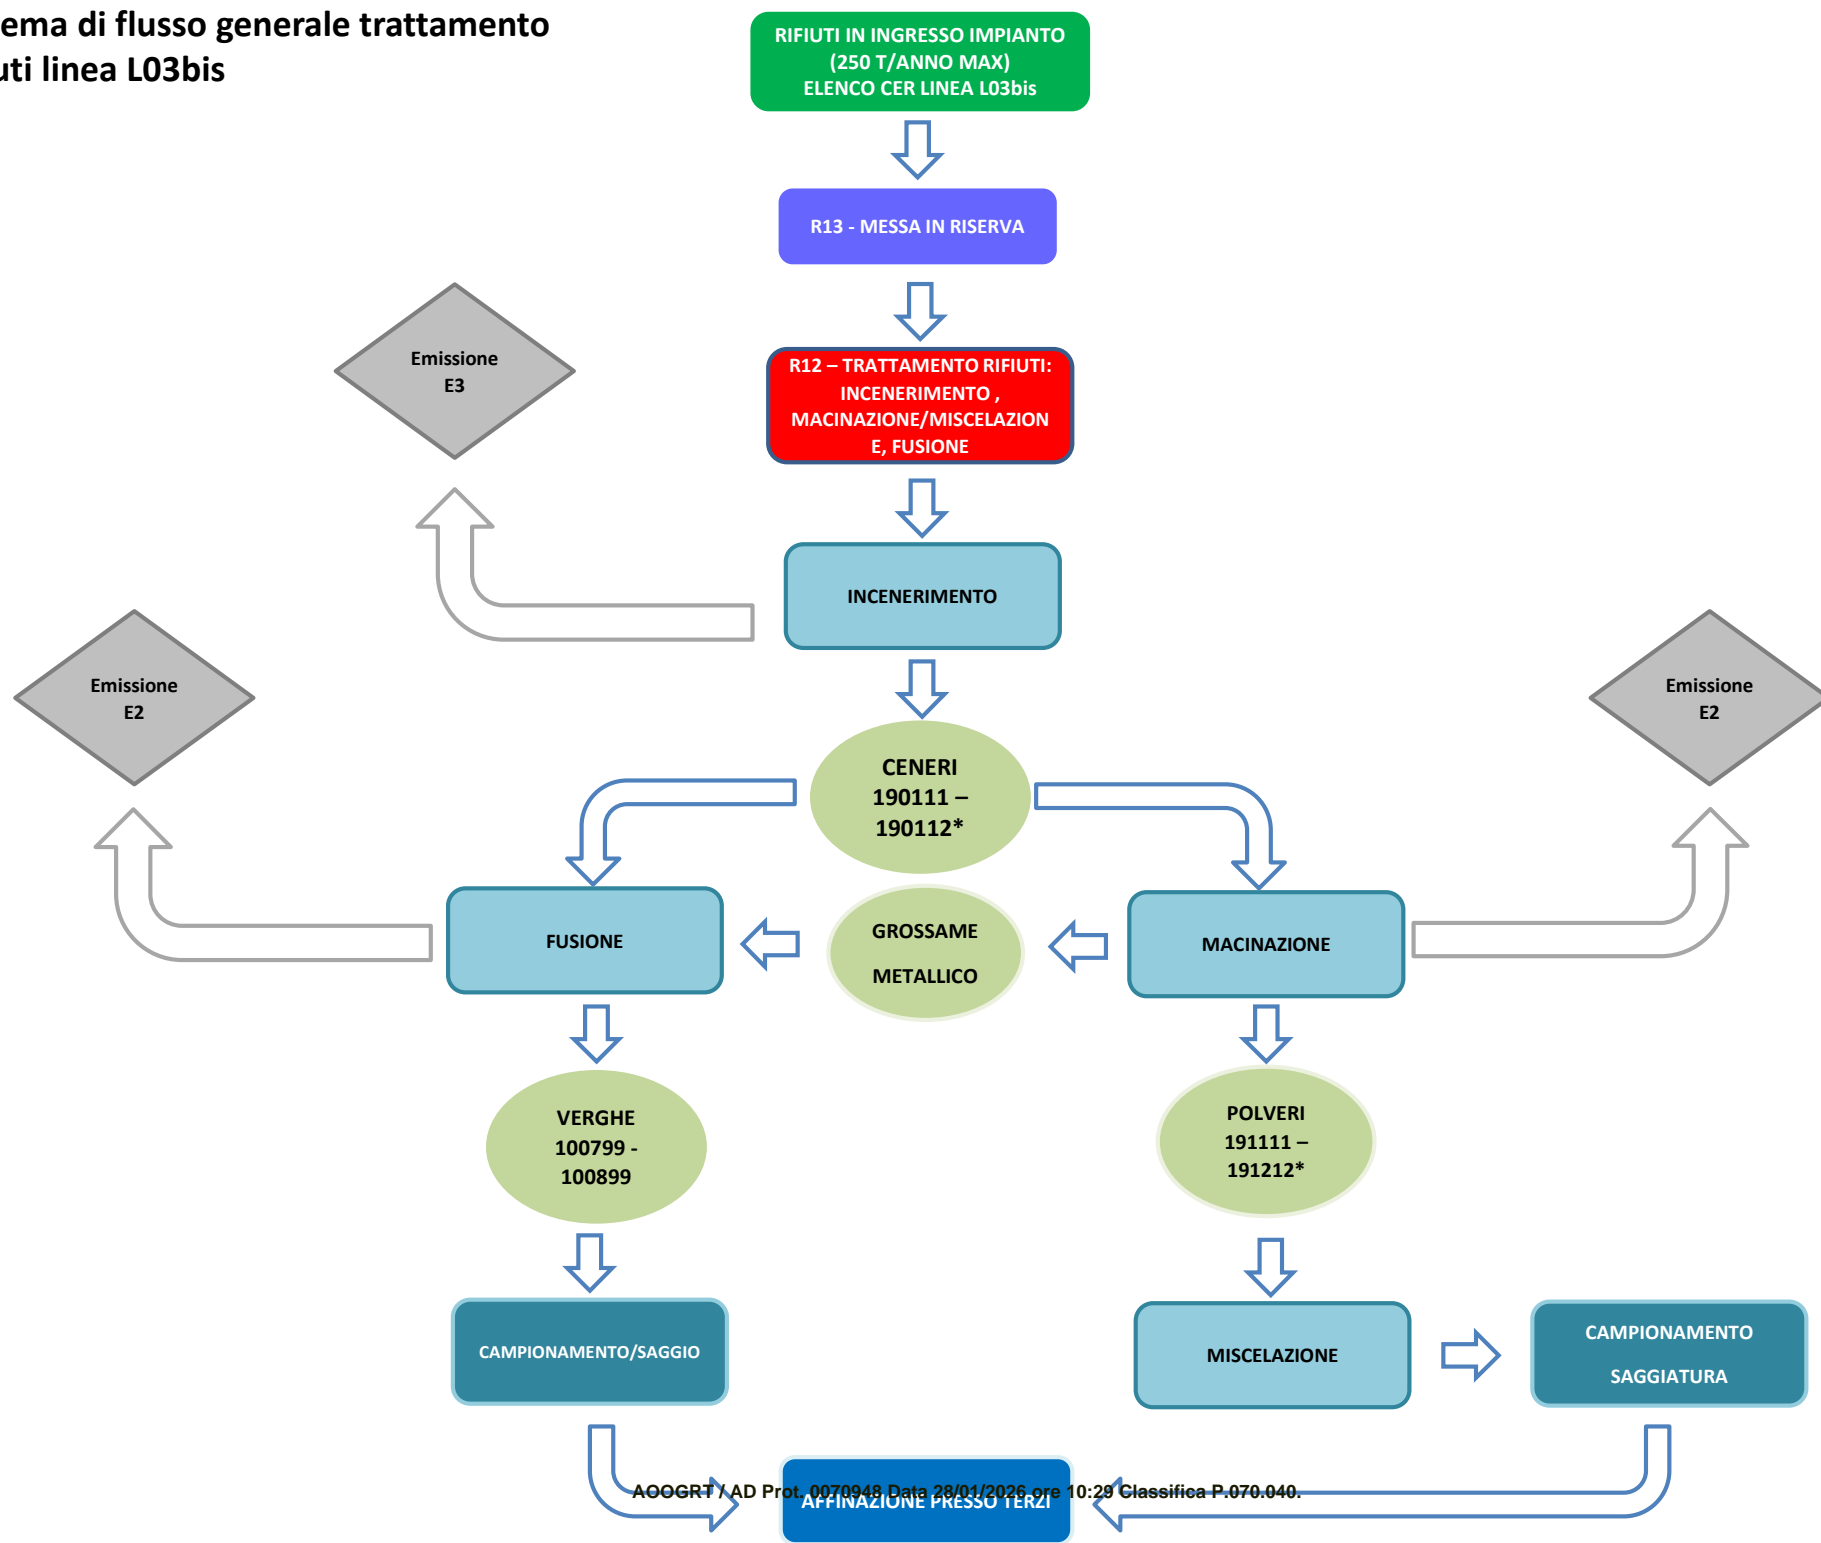 ema di flusso generale trattamento
uti linea L03bis
RIFIUTI IN INGRESSO IMPIANTO
(250 T/ANNO MAX)
ELENCO CER LINEA L03bis
R13 - MESSA IN RISERVA
Emissione
E3
R12 – TRATTAMENTO RIFIUTI:
INCENERIMENTO ,
MACINAZIONE/MISCELAZION
E, FUSIONE
INCENERIMENTO
Emissione
E2
Emissione
E2
CENERI
190111 –
190112*
FUSIONE
GROSSAME
METALLICO
MACINAZIONE
VERGHE
100799 -
100899
POLVERI
191111 –
191212*
CAMPIONAMENTO/SAGGIO
MISCELAZIONE
CAMPIONAMENTO
SAGGIATURA
AOOGRT / AD Prot. 0070948 Data 28/01/2026 ore 10:29 Classifica P.070.040.
AFFINAZIONE PRESSO TERZI